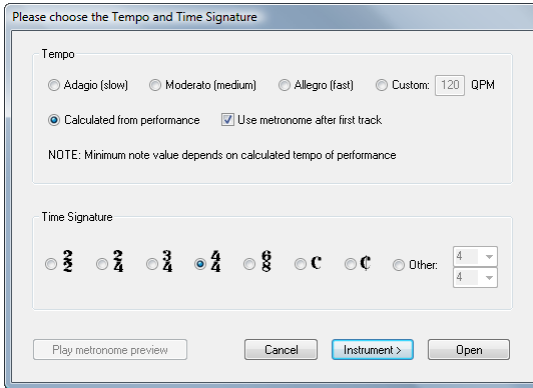 Please choose the Tempo and Time Signature
Tempo
Adagio (slow) Moderato (medium) Allegro (fast) Custom: 120 QPM
Calculated from performance Use metronome after first track
NOTE: Minimum note value depends on calculated tempo of performance
Time Signature
2/2 2/4 3/4 4/4 6/8 C ¢ Other: 4
4
Play metronome preview Cancel Instrument > Open